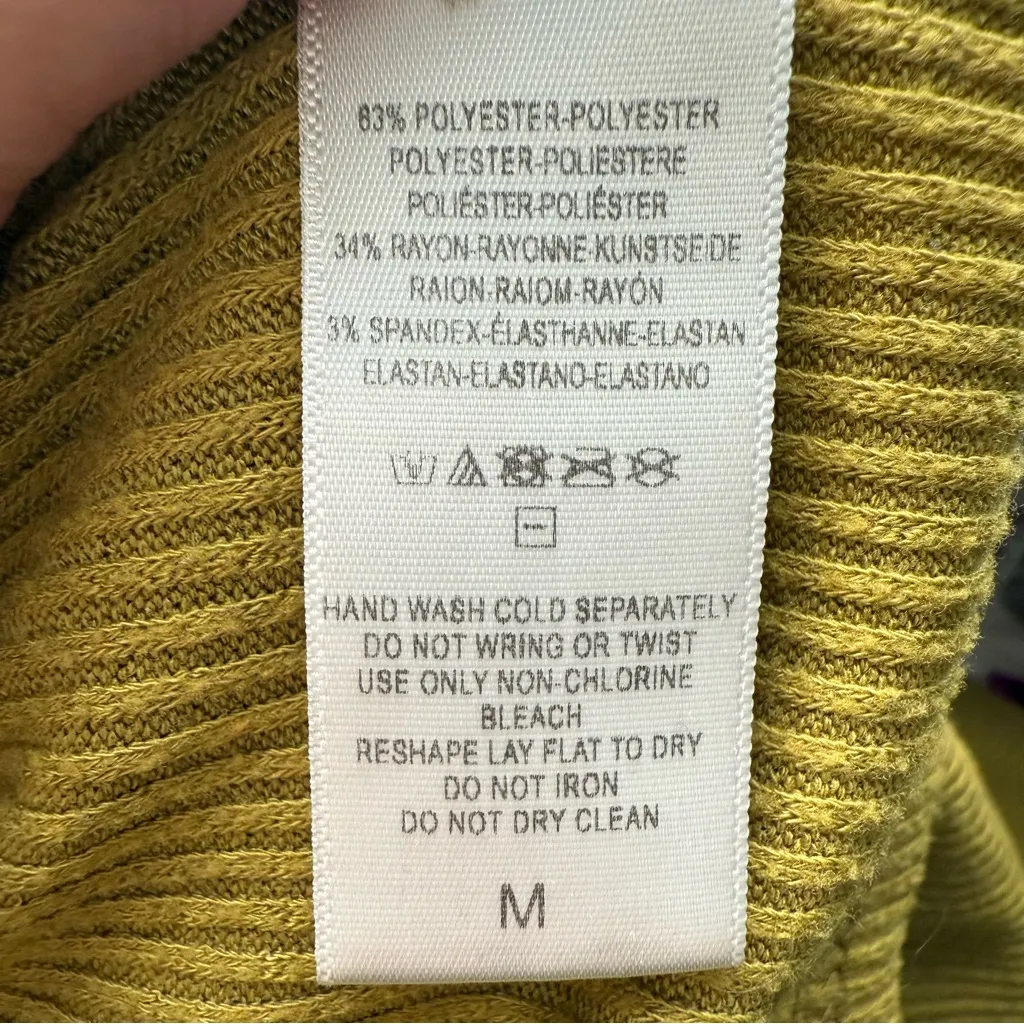 63% POLYESTER-POLYESTER
POLYESTER-POLIESTERE
POLIÉSTER-POLIÉSTER
34% RAYON-RAYONNE-KUNSTSEIDE
RAION-RAIOM-RAYÓN
3% SPANDEX-ÉLASTHANNE-ELASTAN
ELASTAN-ELASTANO-ELASTANO
HAND WASH COLD SEPARATELY
DO NOT WRING OR TWIST
USE ONLY NON-CHLORINE
BLEACH
RESHAPE LAY FLAT TO DRY
DO NOT IRON
DO NOT DRY CLEAN
M